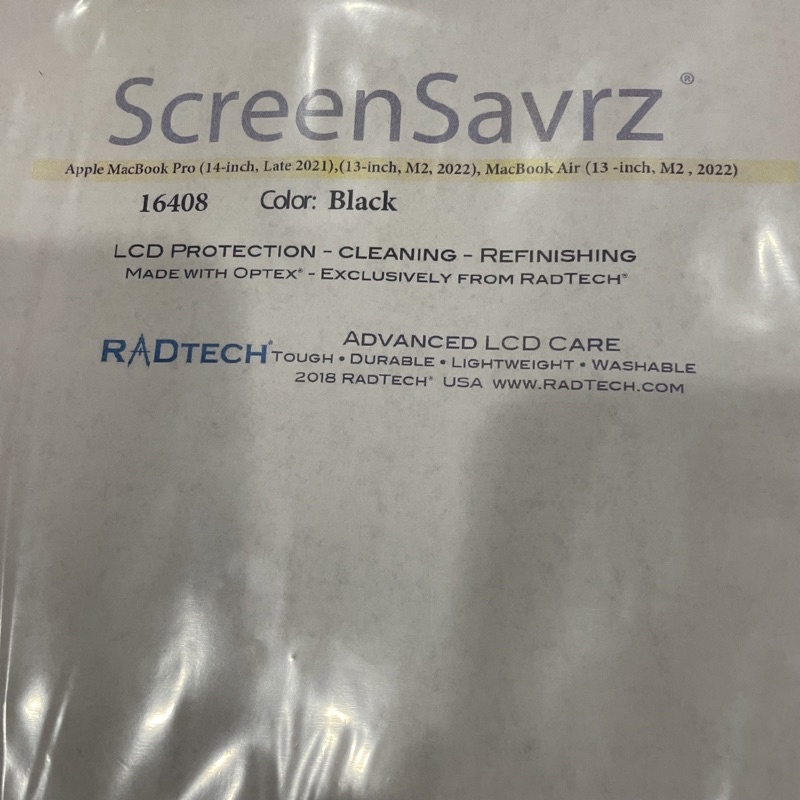 ScreenSavrz®
Apple MacBook Pro (14-inch, Late 2021),(13-inch, M2, 2022), MacBook Air (13 -inch, M2 , 2022)
16408 Color: Black
LCD PROTECTION - CLEANING - REFINISHING
MADE WITH OPTEX® - EXCLUSIVELY FROM RADTECH®
RADTECH®
ADVANCED LCD CARE
TOUGH • DURABLE • LIGHTWEIGHT • WASHABLE
2018 RADTECH® USA WWW.RADTECH.COM